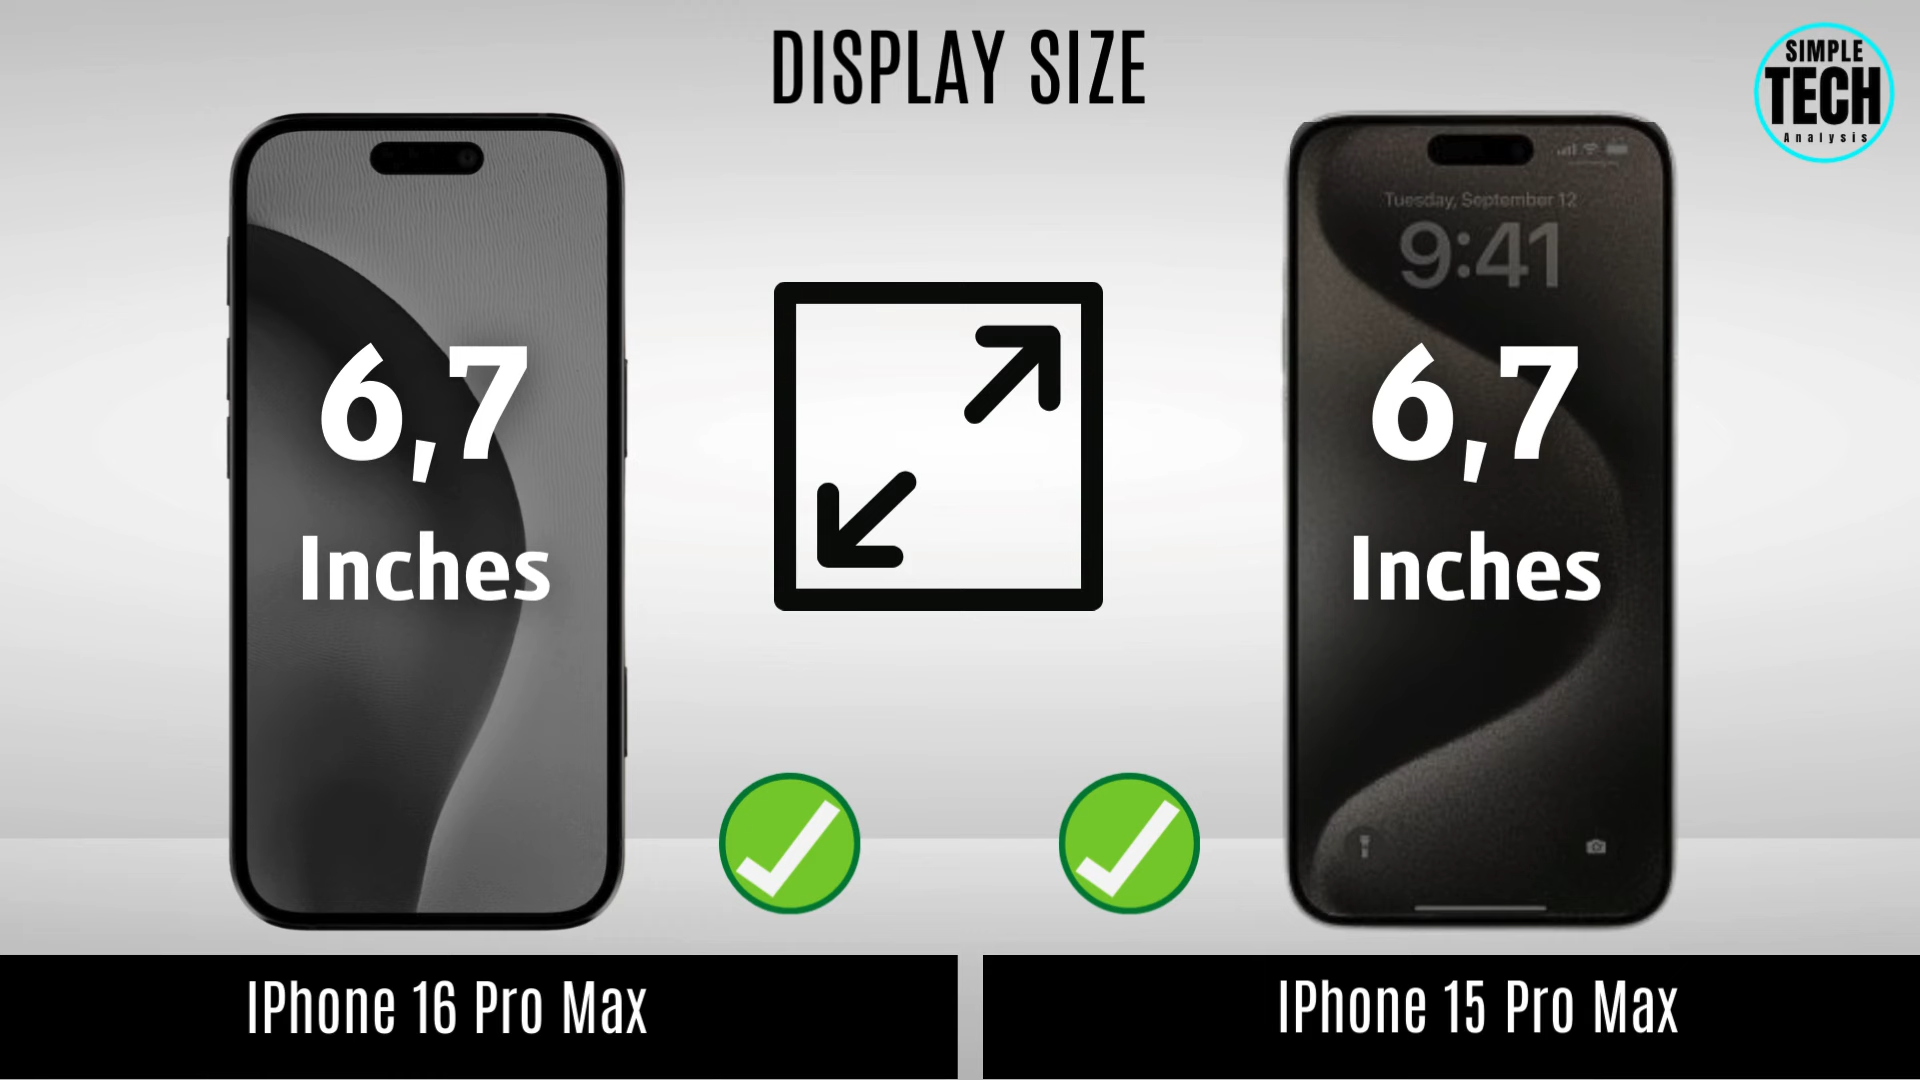 DISPLAY SIZE
SIMPLE
TECH
Analysis
Tuesday, September 12
9:41
6,7
Inches
6,7
Inches
IPhone 16 Pro Max
IPhone 15 Pro Max